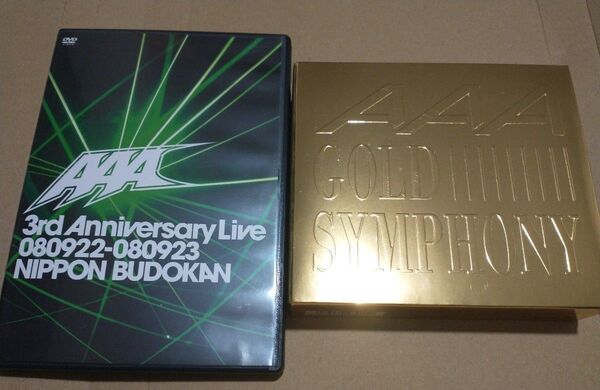 DVD
AAA
3rd Anniversary Live
080922-080923
NIPPON BUDOKAN
AAA
GOLD
SYMPHONY